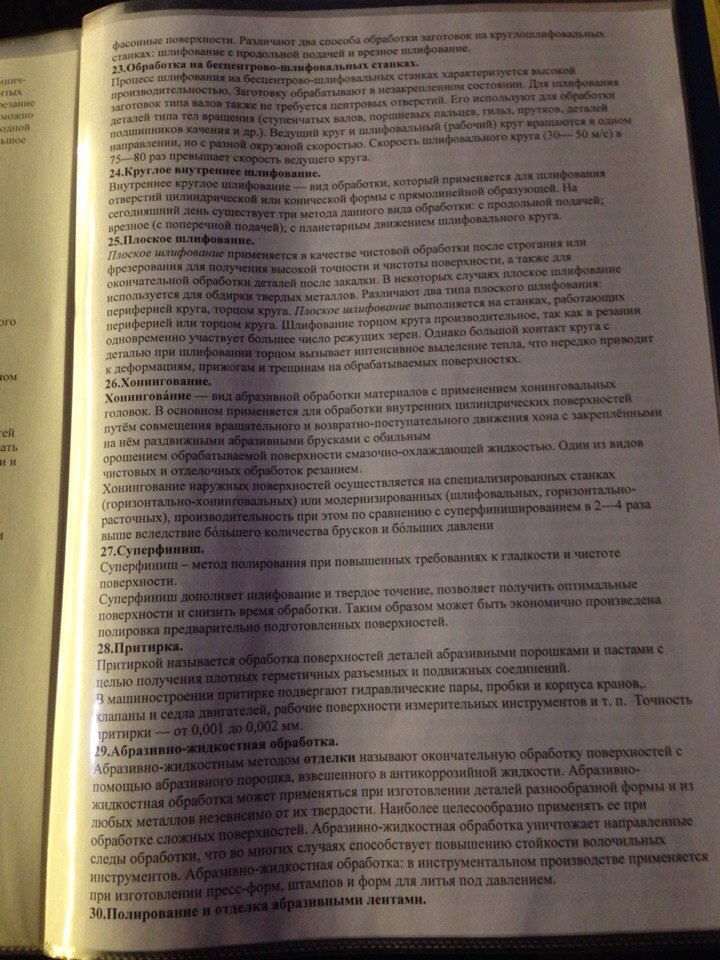 фасонные поверхности. Различают два способа обработки заготовок на круглошлифовальных
станках: шлифование с продольной подачей и врезное шлифование.
23.Обработка на бесцентрово-шлифовальных станках.
Процесс шлифования на бесцентрово-шлифовальных станках характеризуется высокой
производительностью. Заготовку обрабатывают в незакрепленном состоянии. Для шлифования
заготовок типа валов также не требуется центровых отверстий. Его используют для обработки
деталей типа тел вращения (ступенчатых валов, поршневых пальцев, гильз, прутков, деталей
подшипников качения и др.). Ведущий круг и шлифовальный (рабочий) круг вращаются в одном
направлении, но с разной окружной скоростью. Скорость шлифовального круга (30— 50 м/с) в
75—80 раз превышает скорость ведущего круга.
24.Круглое внутреннее шлифование.
Внутреннее круглое шлифование — вид обработки, который применяется для шлифования
отверстий цилиндрической или конической формы с прямолинейной образующей. На
сегодняшний день существует три метода данного вида обработки: с продольной подачей;
врезное (с поперечной подачей); с планетарным движением шлифовального круга.
25.Плоское шлифование.
Плоское шлифование применяется в качестве чистовой обработки после строгания или
фрезерования для получения высокой точности и чистоты поверхности, а также для
окончательной обработки деталей после закалки. В некоторых случаях плоское шлифование
используется для обдирки твердых металлов. Различают два типа плоского шлифования:
периферией круга, торцом круга. Плоское шлифование выполняется на станках, работающих
периферией или торцом круга. Шлифование торцом круга производительное, так как в резании
одновременно участвует большее число режущих зерен. Однако большой контакт круга с
деталью при шлифовании торцом вызывает интенсивное выделение тепла, что нередко приводит
к деформациям, прижогам и трещинам на обрабатываемых поверхностях.
26.Хонингование.
Хонингова́ние — вид абразивной обработки материалов с применением хонинговальных
головок. В основном применяется для обработки внутренних цилиндрических поверхностей
путём совмещения вращательного и возвратно-поступательного движения хона с закреплёнными
на нём раздвижными абразивными брусками с обильным
орошением обрабатываемой поверхности смазочно-охлаждающей жидкостью. Один из видов
чистовых и отделочных обработок резанием.
Хонингование наружных поверхностей осуществляется на специализированных станках
(горизонтально-хонинговальных) или модернизированных (шлифовальных, горизонтально-
расточных), производительность при этом по сравнению с суперфинишированием в 2—4 раза
выше вследствие бо́льшего количества брусков и бо́льших давлени
27.Суперфиниш.
Суперфиниш – метод полирования при повышенных требованиях к гладкости и чистоте
поверхности.
Суперфиниш дополняет шлифование и твердое точение, позволяет получить оптимальные
поверхности и снизить время обработки. Таким образом может быть экономично произведена
полировка предварительно подготовленных поверхностей.
28.Притирка.
Притиркой называется обработка поверхностей деталей абразивными порошками и пастами с
целью получения плотных герметичных разъемных и подвижных соединений.
В машиностроении притирке подвергают гидравлические пары, пробки и корпуса кранов,.
клапаны и седла двигателей, рабочие поверхности измерительных инструментов и т. п. Точность
притирки — от 0,001 до 0,002 мм.
29.Абразивно-жидкостная обработка.
Абразивно-жидкостным методом отделки называют окончательную обработку поверхностей с
помощью абразивного порошка, взвешенного в антикоррозийной жидкости. Абразивно-
жидкостная обработка может применяться при изготовлении деталей разнообразной формы и из
любых металлов независимо от их твердости. Наиболее целесообразно применять ее при
обработке сложных поверхностей. Абразивно-жидкостная обработка уничтожает направленные
следы обработки, что во многих случаях способствует повышению стойкости волочильных
инструментов. Абразивно-жидкостная обработка: в инструментальном производстве применяется
при изготовлении пресс-форм, штампов и форм для литья под давлением.
30.Полирование и отделка абразивными лентами.